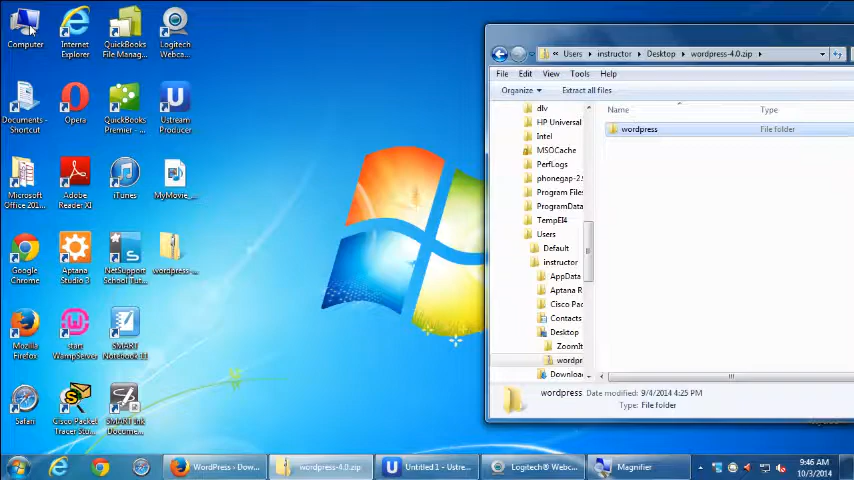 Computer
Internet
Explorer
QuickBooks
File Manag...
Logitech
Webca...
Documents -
Shortcut
Opera
QuickBooks
Premier - ...
Ustream
Producer
Microsoft
Office 201...
Adobe
Reader XI
iTunes
MyMovie_...
Google
Chrome
Aptana
Studio 3
NetSupport
School Tut...
wordpress-...
Mozilla
Firefox
start
WampServer
SMART
Notebook 11
Safari
Cisco Packet
Tracer Stu...
SMART Ink
Docume...
« Users instructor Desktop wordpress-4.0.zip
File Edit View Tools Help
Organize Extract all files
Name Type
wordpress File folder
dlv
HP Universal
Intel
MSOCache
PerfLogs
phonegap-2.
Program Files
ProgramData
TempEI4
Users
Default
instructor
AppData
Aptana R
Cisco Pac
Contacts
Desktop
ZoomIt
wordpr
Downloa
wordpress Date modified: 9/4/2014 4:25 PM
Type: File folder
WordPress › Dow...
wordpress-4.0.zip
Untitled 1 - Ustre...
Logitech® Webc...
Magnifier
9:46 AM
10/3/2014